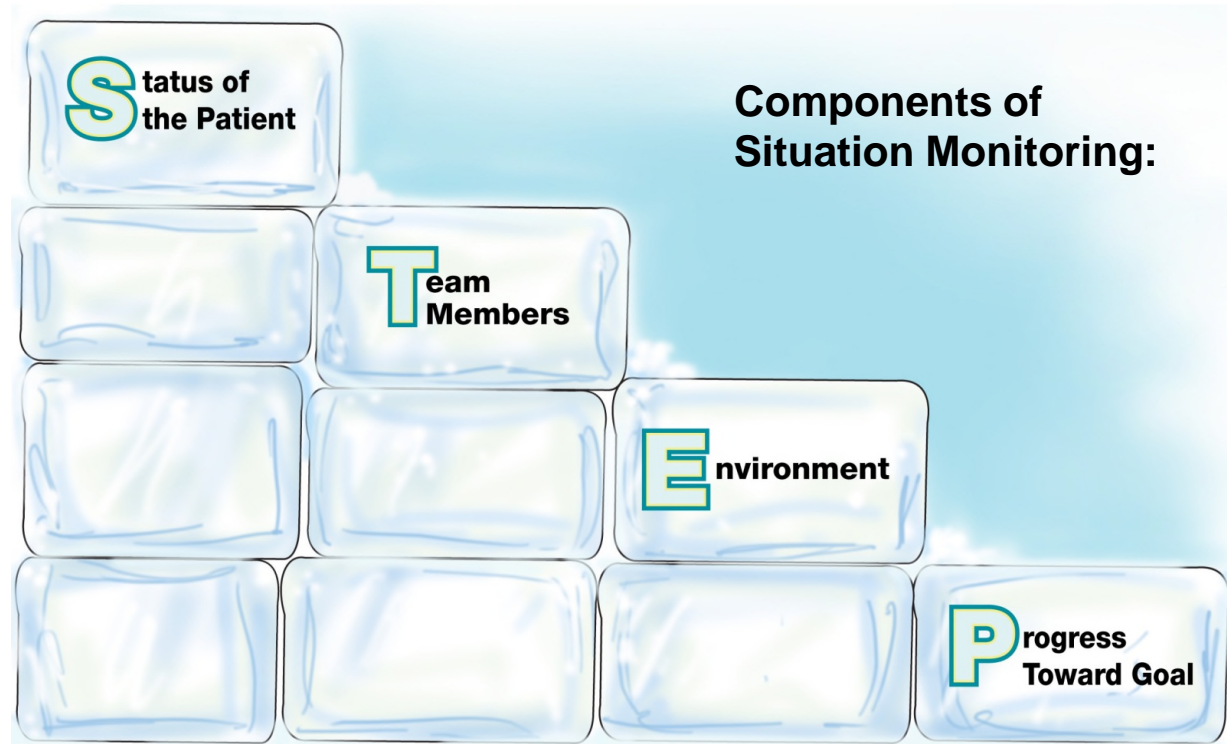 Components of
Situation Monitoring:
Status of
the Patient
Team
Members
Environment
Progress
Toward Goal